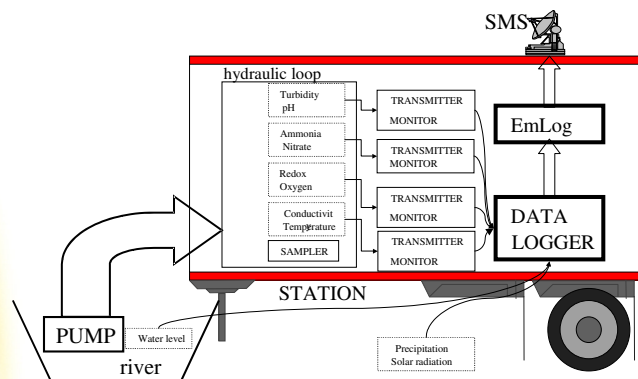 SMS
hydraulic loop
Turbidity
pH
TRANSMITTER
MONITOR
Ammonia
Nitrate
TRANSMITTER
MONITOR
Redox
Oxygen
TRANSMITTER
MONITOR
Conductivit
Temperature
y
TRANSMITTER
MONITOR
SAMPLER
EmLog
DATA
LOGGER
STATION
PUMP
Water level
river
Precipitation
Solar radiation